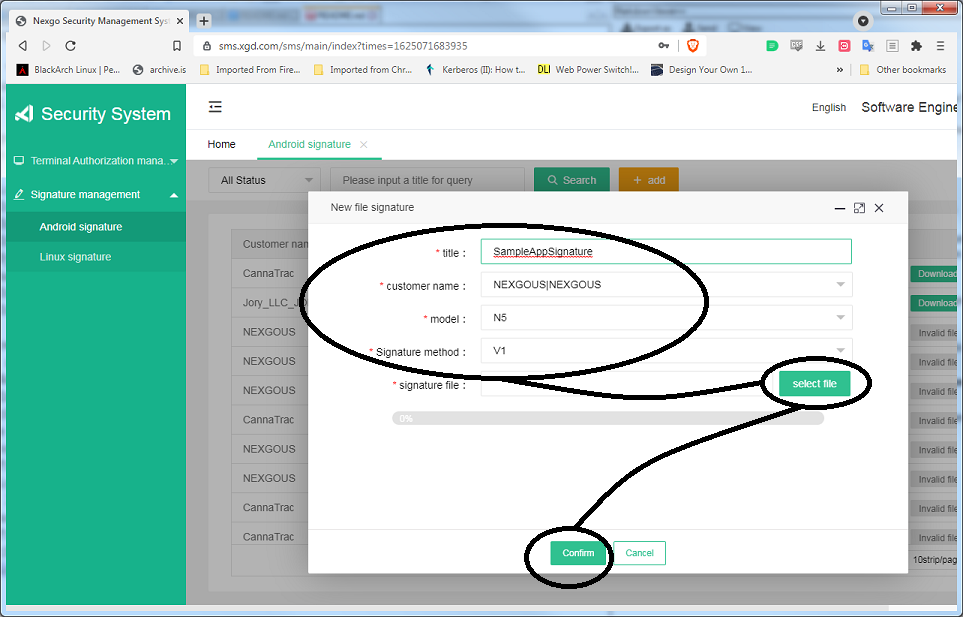 Nexgo Security Management Syst
sms.xgd.com/sms/main/index?times=1625071683935
BlackArch Linux | Pe...
archive.is
Imported From Fire...
Imported from Chr...
Kerberos (II): How t...
DLI
Web Power Switch!...
Design Your Own 1...
»
Other bookmarks
Security System
English
Software Engine
Terminal Authorization mana...
Signature management
Android signature
Linux signature
Home
Android signature
All Status
Please input a title for query
Search
+ add
New file signature
* title :
SampleAppSignature
* customer name :
NEXGOUS|NEXGOUS
* model :
N5
* Signature method :
V1
* signature file :
select file
0%
Confirm
Cancel
Customer nam
CannaTrac
Download
Jory_LLC_JO
Download
NEXGOUS
Invalid file
NEXGOUS
Invalid file
NEXGOUS
Invalid file
CannaTrac
Invalid file
NEXGOUS
Invalid file
NEXGOUS
Invalid file
CannaTrac
Invalid file
CannaTrac
Invalid file
10strip/pag